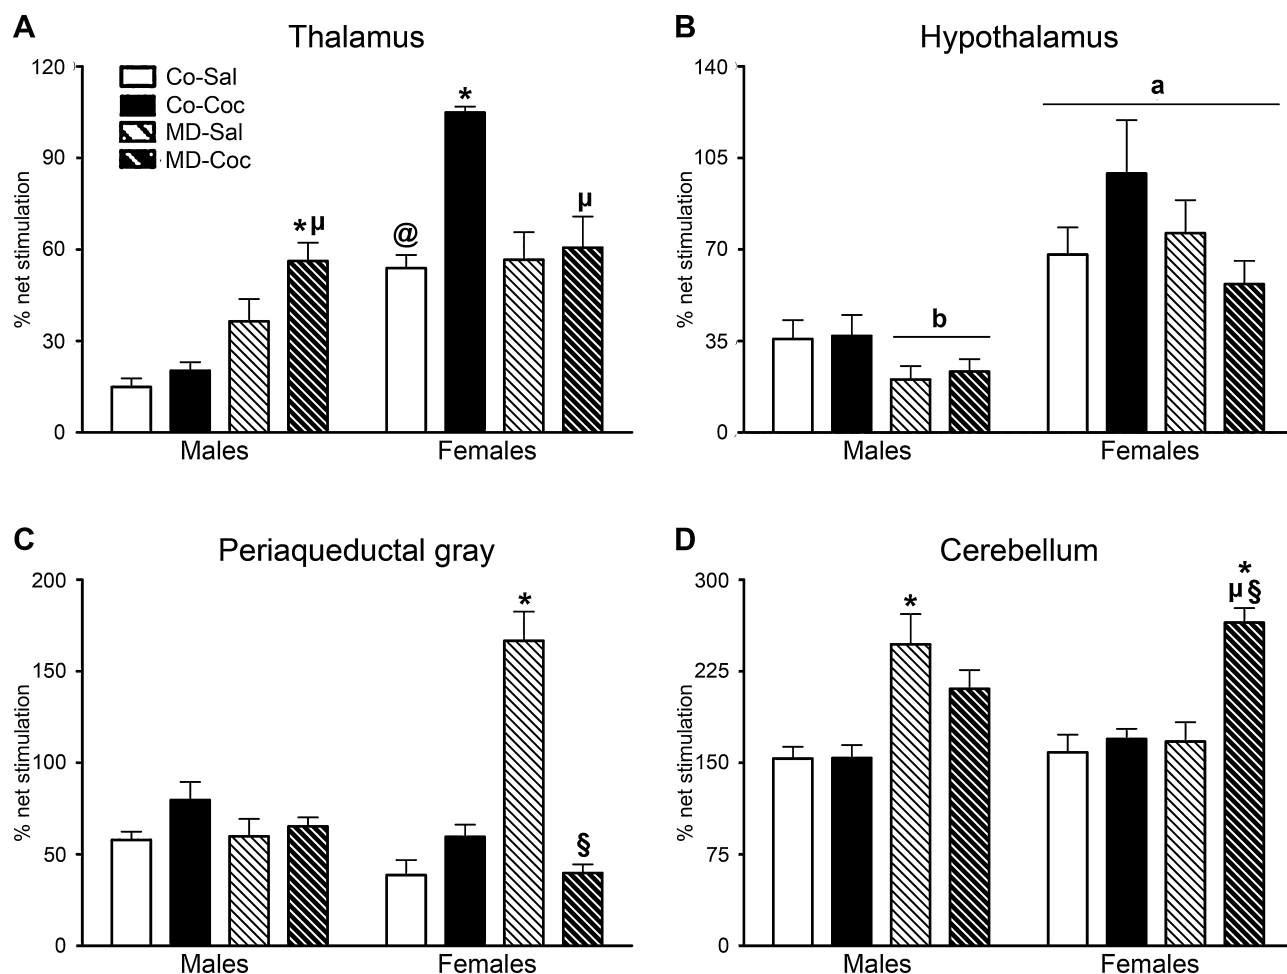 A
Thalamus
% net stimulation
120
90
60
30
0
Co-Sal
Co-Coc
MD-Sal
MD-Coc
*µ
@
*
µ
Males
Females
B
Hypothalamus
% net stimulation
140
105
70
35
0
b
a
Males
Females
C
Periaqueductal gray
% net stimulation
200
150
100
50
0
*
§
Males
Females
D
Cerebellum
% net stimulation
300
225
150
75
0
*
*
µ§
Males
Females